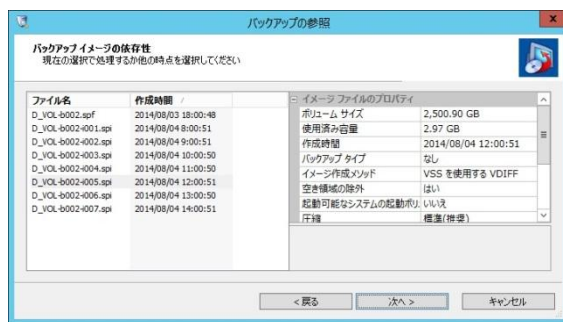 バックアップの参照
x
バックアップ イメージの依存性
現在の選択で処理するか他の時点を選択してください
ファイル名 作成時間
D_VOL-b002.spf 2014/08/03 18:00:48
D_VOL-b002-i001.spi 2014/08/04 8:00:51
D_VOL-b002-i002.spi 2014/08/04 9:00:51
D_VOL-b002-i003.spi 2014/08/04 10:00:50
D_VOL-b002-i004.spi 2014/08/04 11:00:50
D_VOL-b002-i005.spi 2014/08/04 12:00:51
D_VOL-b002-i006.spi 2014/08/04 13:00:50
D_VOL-b002-i007.spi 2014/08/04 14:00:51
イメージ ファイルのプロパティ
ボリューム サイズ 2,500.90 GB
使用済み容量 2.97 GB
作成時間 2014/08/04 12:00:51
バックアップ タイプ なし
イメージ作成メソッド VSS を使用する VDIFF
空き領域の除外 はい
起動可能なシステムの起動ボリ. いいえ
圧縮 標準(推奨)
< 戻る 次へ > キャンセル